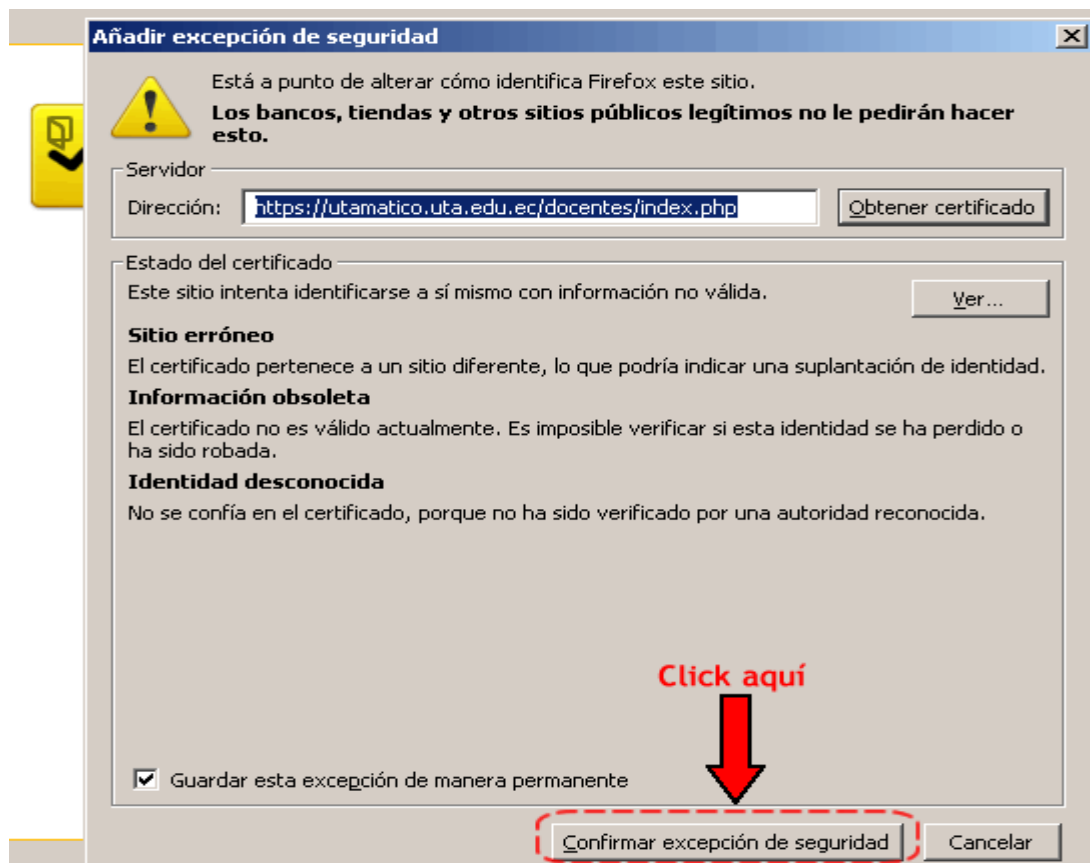 Añadir excepción de seguridad
Está a punto de alterar cómo identifica Firefox este sitio.
Los bancos, tiendas y otros sitios públicos legítimos no le pedirán hacer
esto.
Servidor
Dirección: https://utamatico.uta.edu.ec/docentes/index.php Obtener certificado
Estado del certificado
Este sitio intenta identificarse a sí mismo con información no válida. Ver...
Sitio erróneo
El certificado pertenece a un sitio diferente, lo que podría indicar una suplantación de identidad.
Información obsoleta
El certificado no es válido actualmente. Es imposible verificar si esta identidad se ha perdido o
ha sido robada.
Identidad desconocida
No se confía en el certificado, porque no ha sido verificado por una autoridad reconocida.
Click aquí
Guardar esta excepción de manera permanente
Confirmar excepción de seguridad Cancelar